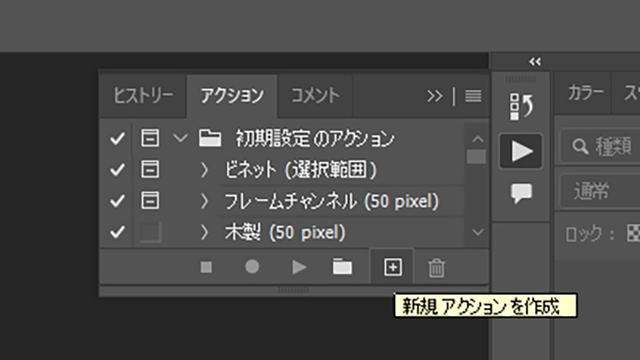 ヒストリー アクション コメント
初期設定のアクション
ビネット (選択範囲)
フレームチャンネル (50 pixel)
木製 (50 pixel)
新規アクションを作成
カラー
種類
通常
ロック: